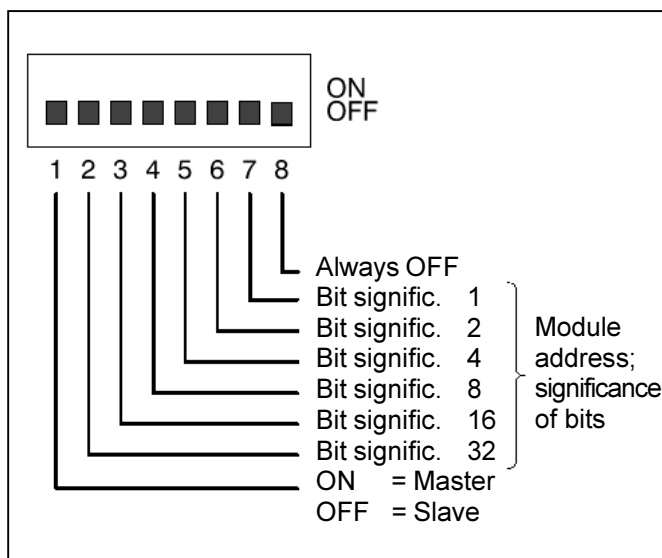 ON
OFF
1 2 3 4 5 6 7 8
Always OFF
Bit signific. 1
Bit signific. 2
Bit signific. 4
Bit signific. 8
Bit signific. 16
Bit signific. 32
Module
address;
significance
of bits
ON = Master
OFF = Slave